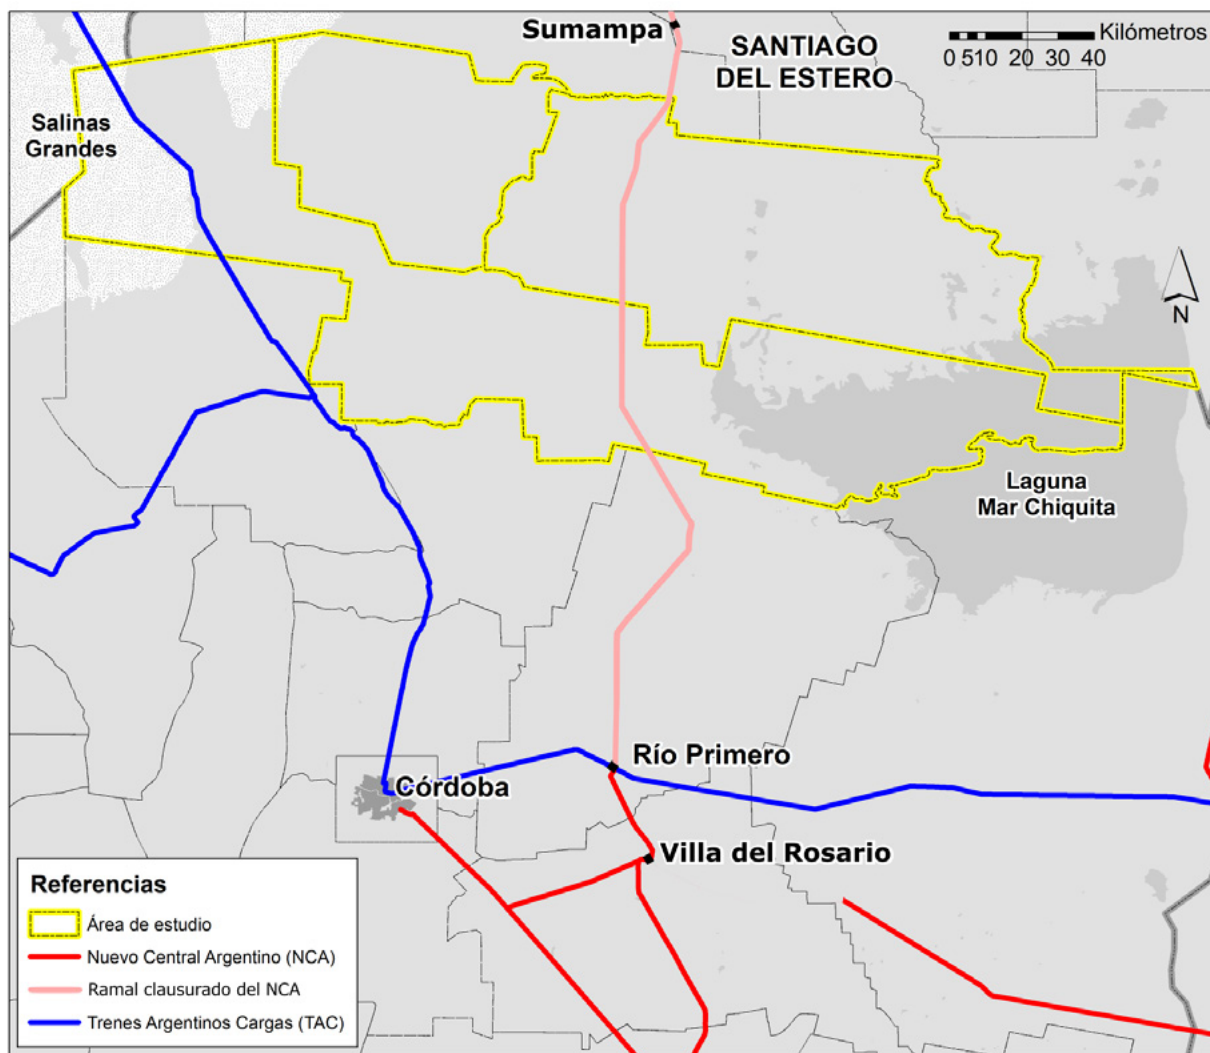 Sumampa
SANTIAGO
DEL ESTERO
Kilómetros
0 5 10 20 30 40
Salinas
Grandes
N
Laguna
Mar Chiquita
Río Primero
Córdoba
Villa del Rosario
Referencias
Área de estudio
Nuevo Central Argentino (NCA)
Ramal clausurado del NCA
Trenes Argentinos Cargas (TAC)